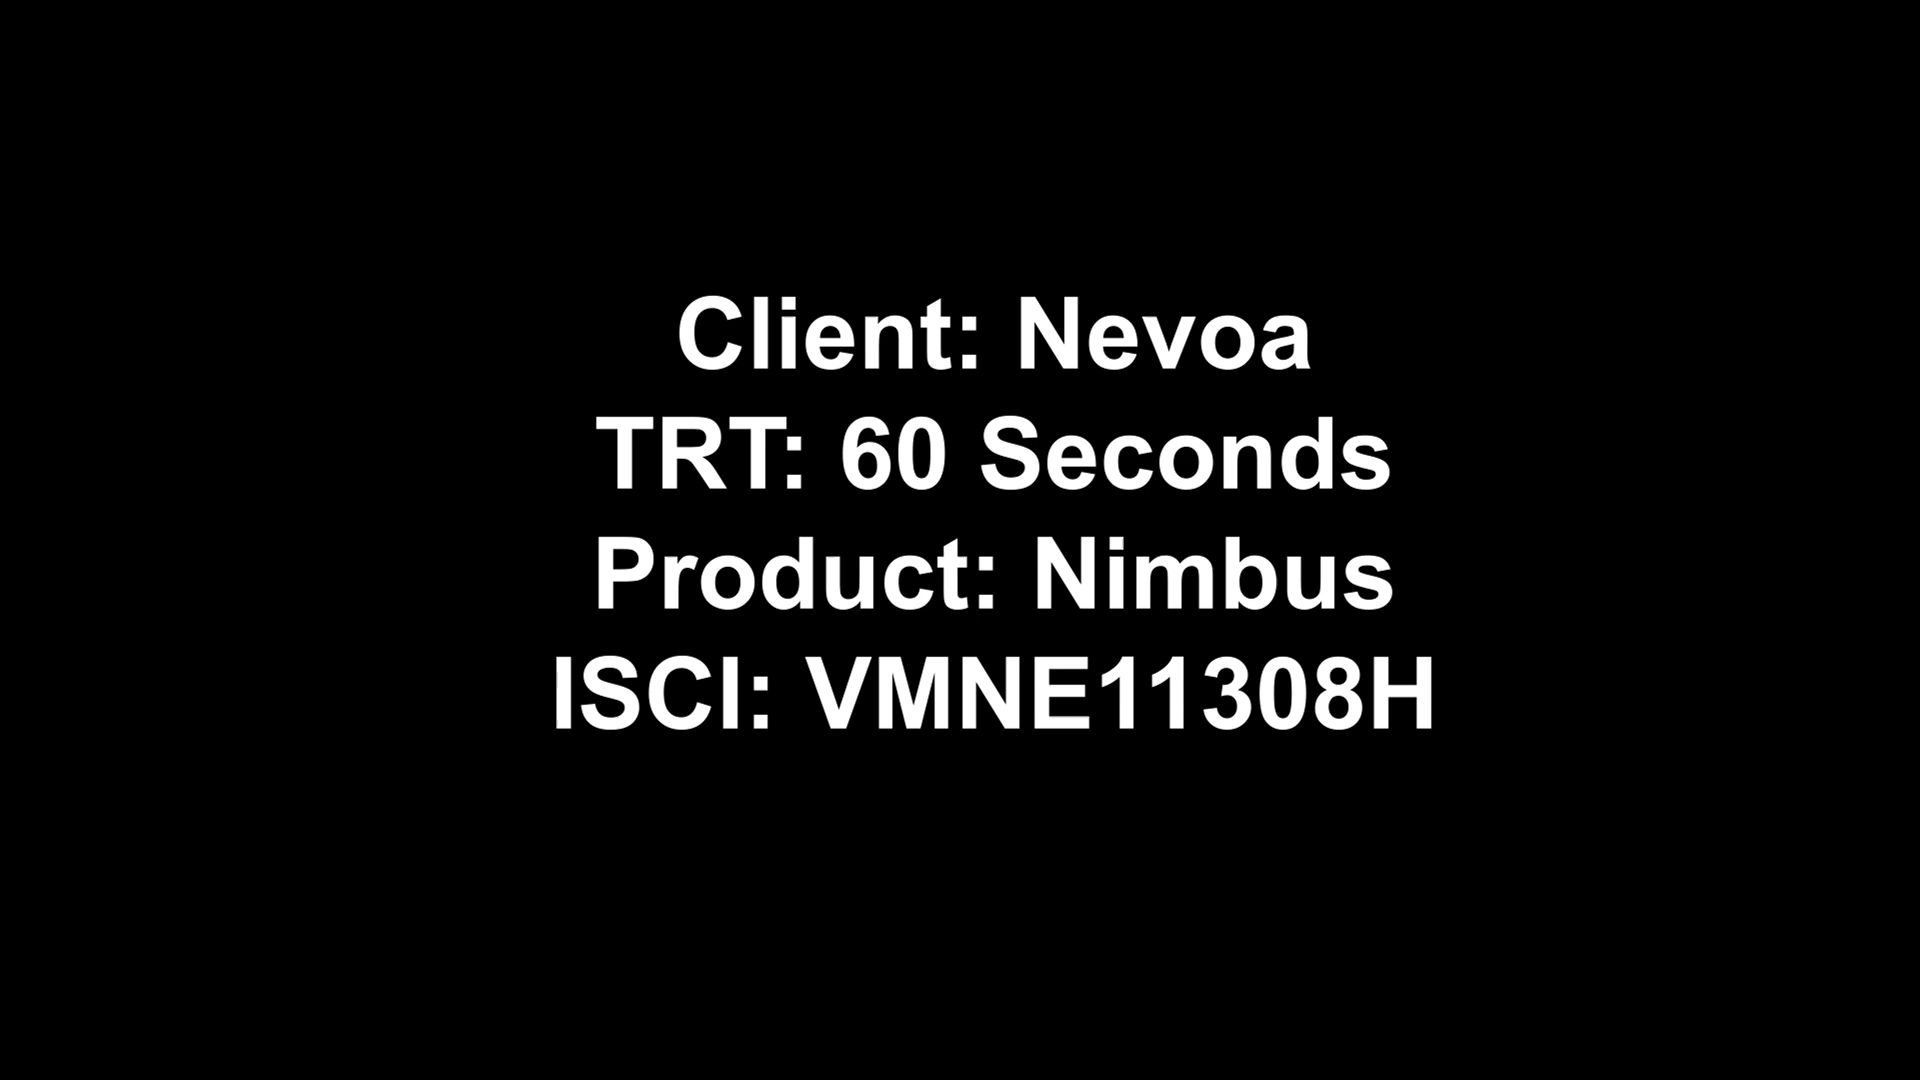 Client: Nevoa
TRT: 60 Seconds
Product: Nimbus
ISCI: VMNE11308H